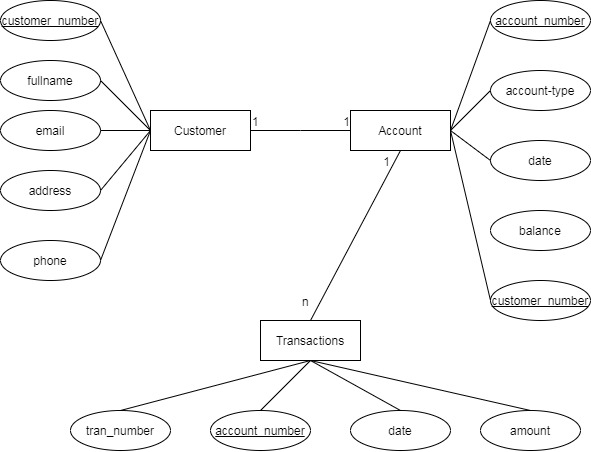 customer_number
fullname
email
address
phone
Customer
1
1
Account
account_number
account-type
date
balance
customer_number
1
n
Transactions
tran_number
account_number
date
amount